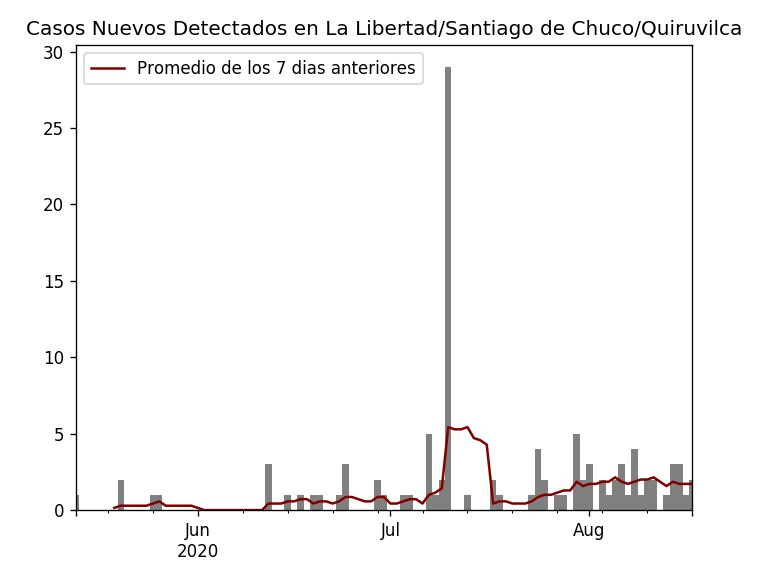 Casos Nuevos Detectados en La Libertad/Santiago de Chuco/Quiruvilca
Promedio de los 7 dias anteriores
30
25
20
15
10
5
0
Jun
2020
Jul
Aug